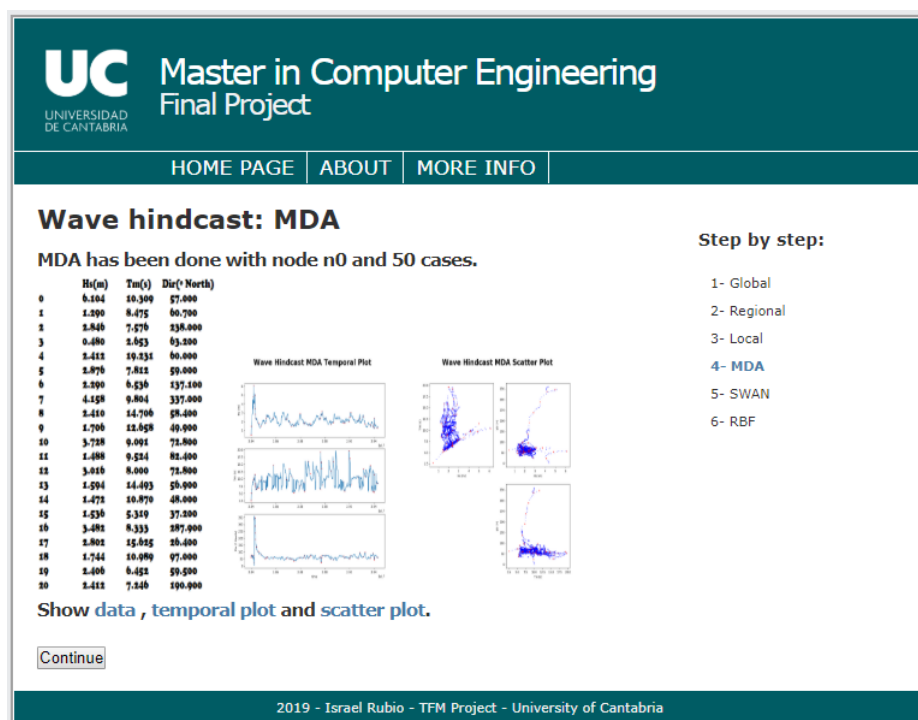 UC
UNIVERSIDAD
DE CANTABRIA
Master in Computer Engineering
Final Project
HOME PAGE
ABOUT
MORE INFO
Wave hindcast: MDA
MDA has been done with node n0 and 50 cases.
Hs(m) Tm(s) Dir(º North)
0 6.104 10.309 57.000
1 1.290 8.475 60.700
2 2.846 7.576 238.000
3 0.480 2.653 63.200
4 2.412 19.231 60.000
5 2.876 7.812 59.000
6 2.290 6.536 137.100
7 4.158 9.804 337.000
8 2.410 14.706 58.400
9 1.706 12.658 49.900
10 3.728 9.091 72.800
11 1.488 9.524 82.400
12 3.016 8.000 72.800
13 1.594 14.493 56.900
14 1.472 10.870 48.000
15 1.536 5.319 37.200
16 3.482 8.333 287.900
17 2.802 15.625 26.400
18 1.744 10.989 97.000
19 2.406 6.452 59.500
20 2.412 7.246 190.900
Wave Hindcast MDA Temporal Plot
Wave Hindcast MDA Scatter Plot
Show data , temporal plot and scatter plot.
Continue
Step by step:
1- Global
2- Regional
3- Local
4- MDA
5- SWAN
6- RBF
2019 - Israel Rubio - TFM Project - University of Cantabria